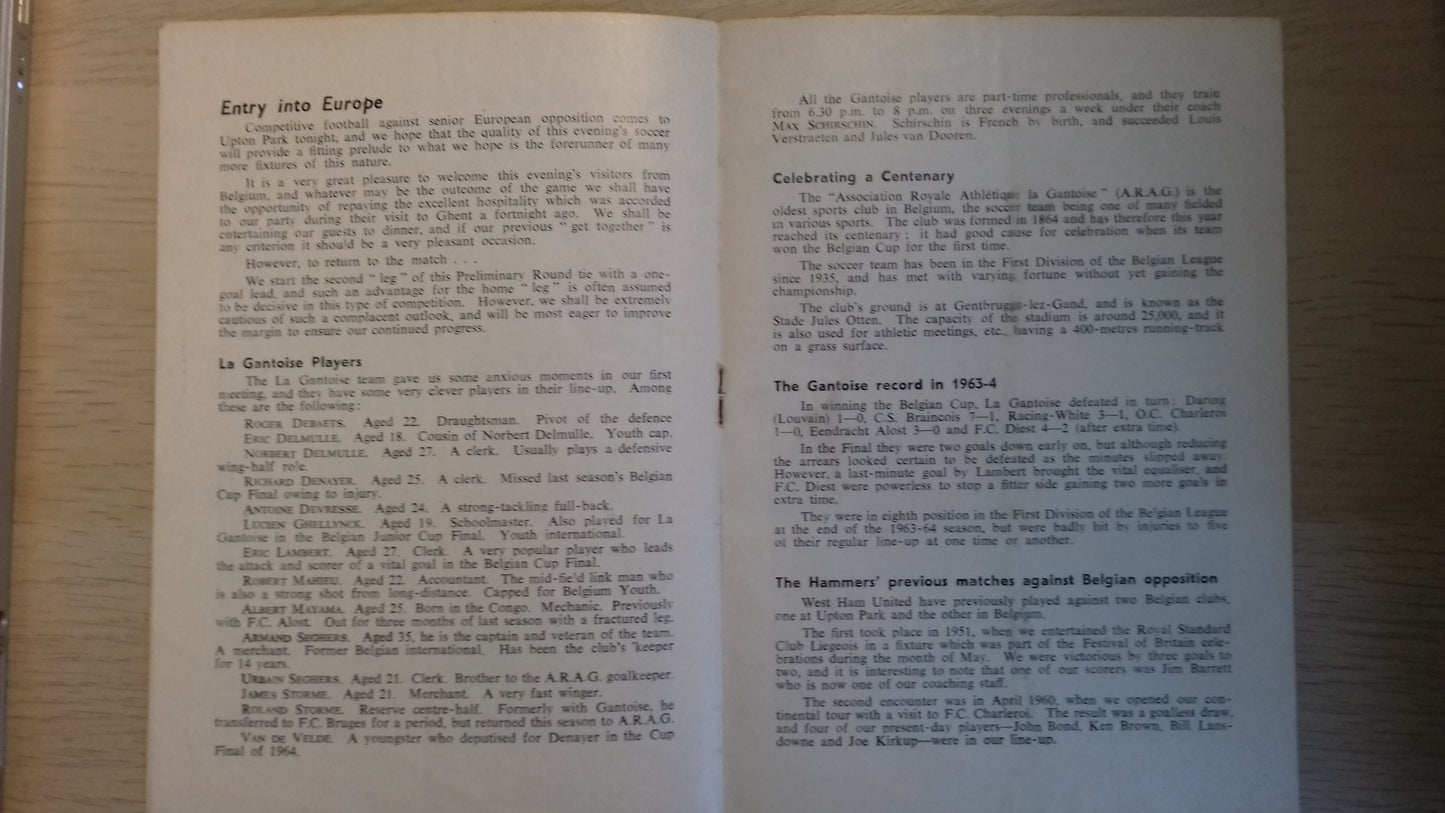 Entry into Europe
Competitive football against senior European opposition comes to
Upton Park tonight, and we hope that the quality of this evening's soccer
will provide a fitting prelude to what we hope is the forerunner of many
more fixtures of this nature.
It is a very great pleasure to welcome this evening's visitors from
Belgium, and whatever may be the outcome of the game we shall have
the opportunity of repaying the excellent hospitality which was accorded
to our party during their visit to Ghent a fortnight ago. We shall be
entertaining our guests to dinner, and if our previous " get together " is
any criterion it should be a very pleasant occasion.
However, to return to the match . . .
We start the second " leg " of this Preliminary Round tie with a one-
goal lead, and such an advantage for the home " leg " is often assumed
to be decisive in this type of competition. However, we shall be extremely
cautious of such a complacent outlook, and will be most eager to improve
the margin to ensure our continued progress.
La Gantoise Players
The La Gantoise team gave us some anxious moments in our first
meeting, and they have some very clever players in their line-up. Among
these are the following:
ROGER DEBAETS. Aged 22. Draughtsman. Pivot of the defence
ERIC DELMULLE. Aged 18. Cousin of Norbert Delmulle. Youth cap.
NORBERT DELMULLE. Aged 27. A clerk. Usually plays a defensive
wing-half role.
RICHARD DENAYER. Aged 25. A clerk. Missed last season's Belgian
Cup Final owing to injury.
ANTOINE DEVRESSE. Aged 24. A strong-tackling full-back.
LUCIEN GHELLYNCK. Aged 19. Schoolmaster. Also played for La
Gantoise in the Belgian Junior Cup Final. Youth international.
ERIC LAMBERT. Aged 27. Clerk. A very popular player who leads
the attack and scorer of a vital goal in the Belgian Cup Final.
ROBERT MAHIEU. Aged 22. Accountant. The mid-field link man who
is also a strong shot from long-distance. Capped for Belgium Youth.
ALBERT MAYAMA. Aged 25. Born in the Congo. Mechanic. Previously
with F.C. Alost. Out for three months of last season with a fractured leg.
ARMAND SEGHERS. Aged 35, he is the captain and veteran of the team.
A merchant. Former Belgian international. Has been the club's 'keeper
for 14 years.
URBAIN SEGHERS. Aged 21. Clerk. Brother to the A.R.A.G. goalkeeper.
JAMES STORME. Aged 21. Merchant. A very fast winger.
ROLAND STORME. Reserve centre-half. Formerly with Gantoise, he
transferred to F.C. Bruges for a period, but returned this season to A.R.A.G.
VAN DE VELDE. A youngster who deputised for Denayer in the Cup
Final of 1964.
All the Gantoise players are part-time professionals, and they train
from 6.30 p.m. to 8 p.m. on three evenings a week under their coach
MAX SCHIRSCHIN. Schirschin is French by birth, and succeeded Louis
Verstraeten and Jules van Dooren.
Celebrating a Centenary
The "Association Royale Athlétique la Gantoise " (A.R.A.G.) is the
oldest sports club in Belgium, the soccer team being one of many fielded
in various sports. The club was formed in 1864 and has therefore this year
reached its centenary ; it had good cause for celebration when its team
won the Belgian Cup for the first time.
The soccer team has been in the First Division of the Belgian League
since 1935, and has met with varying fortune without yet gaining the
championship.
The club's ground is at Gentbrugge-lez-Gand, and is known as the
Stade Jules Otten. The capacity of the stadium is around 25,000, and it
is also used for athletic meetings, etc., having a 400-metres running-track
on a grass surface.
The Gantoise record in 1963-4
In winning the Belgian Cup, La Gantoise defeated in turn: Daring
(Louvain) 1—0, C.S. Braincois 7—1, Racing-White 3—1, O.C. Charleroi
1—0, Eendracht Alost 3—0 and F.C. Diest 4—2 (after extra time).
In the Final they were two goals down early on, but although reducing
the arrears looked certain to be defeated as the minutes slipped away.
However, a last-minute goal by Lambert brought the vital equaliser, and
F.C. Diest were powerless to stop a fitter side gaining two more goals in
extra time.
They were in eighth position in the First Division of the Belgian League
at the end of the 1963-64 season, but were badly hit by injuries to five
of their regular line-up at one time or another.
The Hammers' previous matches against Belgian opposition
West Ham United have previously played against two Belgian clubs,
one at Upton Park and the other in Belgium.
The first took place in 1951, when we entertained the Royal Standard
Club Liegeois in a fixture which was part of the Festival of Britain cele-
brations during the month of May. We were victorious by three goals to
two, and it is interesting to note that one of our scorers was Jim Barrett
who is now one of our coaching staff.
The second encounter was in April 1960, when we opened our con-
tinental tour with a visit to F.C. Charleroi. The result was a goalless draw,
and four of our present-day players—John Bond, Ken Brown, Bill Lans-
downe and Joe Kirkup—were in our line-up.